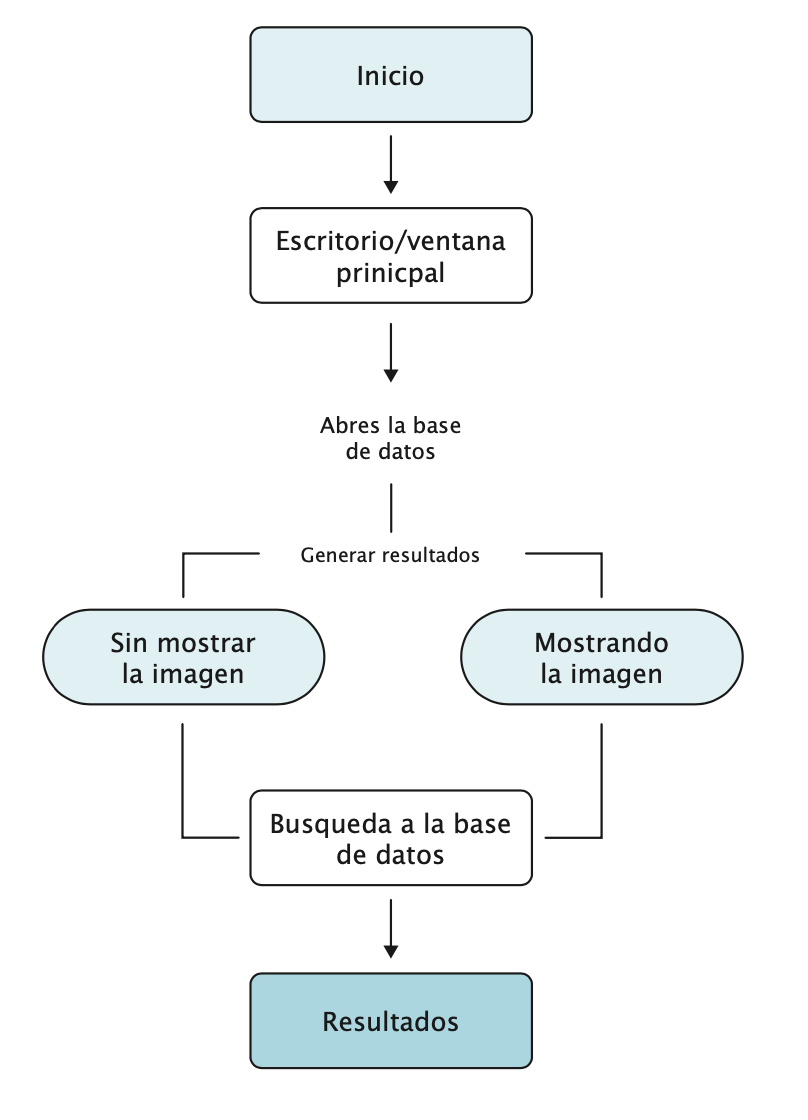 Inicio
Escritorio/ventana
prinicpal
Abres la base
de datos
Generar resultados
Sin mostrar
la imagen
Mostrando
la imagen
Busqueda a la base
de datos
Resultados